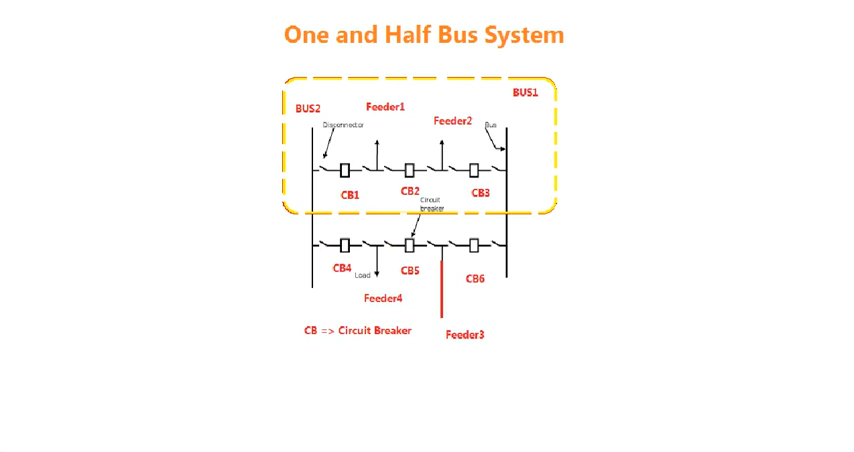 One and Half Bus System
BUS1
BUS2
Feeder1
Feeder2
Disconnector
Bus
CB1
CB2
CB3
Circuit
breaker
CB4
Load
CB5
CB6
Feeder4
CB => Circuit Breaker
Feeder3